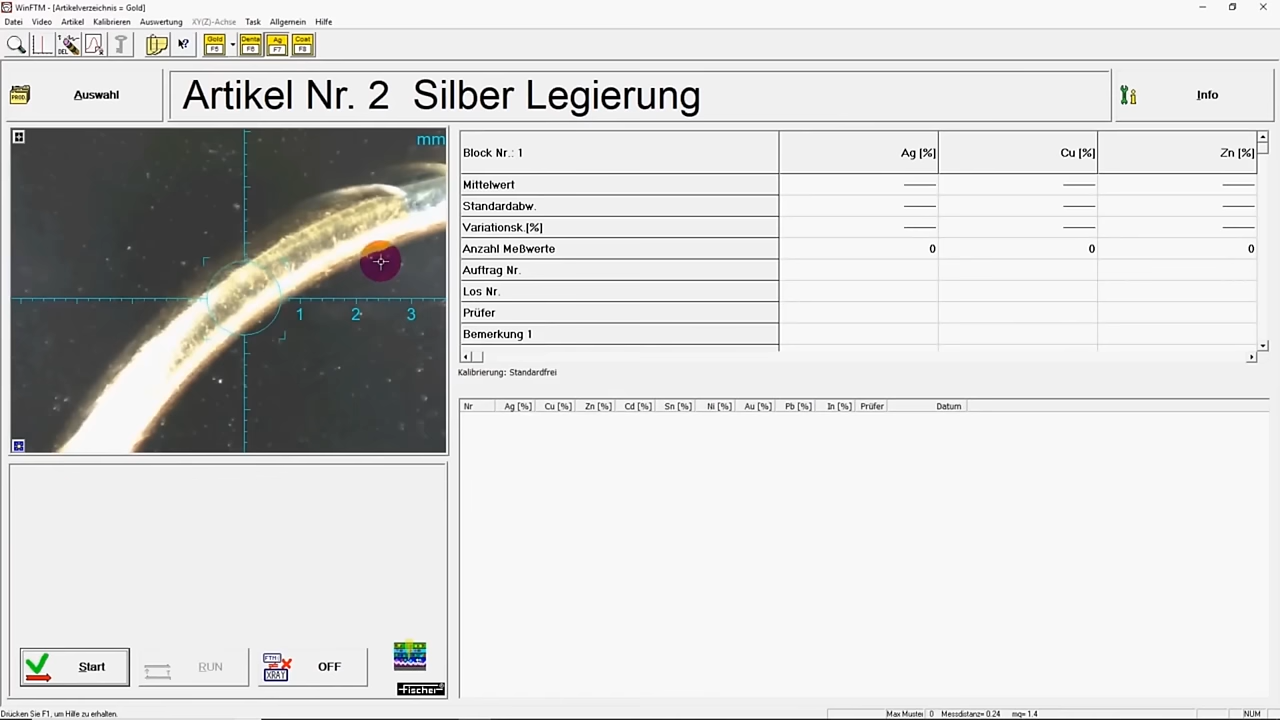 WinFTM - [Artikelverzeichnis = Gold]
Datei Video Artikel Kalibrieren Auswertung XY(Z)-Achse Task Allgemein Hilfe
DEL Gold F5 Denta F6 Ag F7 Coat F8
PROD. Auswahl Artikel Nr. 2 Silber Legierung Info
mm
1 2 3
Block Nr.: 1 Ag [%] Cu [%] Zn [%]
Mittelwert
Standardabw.
Variationsk.[%]
Anzahl Meßwerte 0 0 0
Auftrag Nr.
Los Nr.
Prüfer
Bemerkung 1
Kalibrierung: Standardfrei
Nr Ag [%] Cu [%] Zn [%] Cd [%] Sn [%] Ni [%] Au [%] Pb [%] In [%] Prüfer Datum
Start RUN FTM XRAY OFF
fischer
Drücken Sie F1, um Hilfe zu erhalten. Max Muster 0 Messdistanz= 0.24 mq= 1.4 NUM